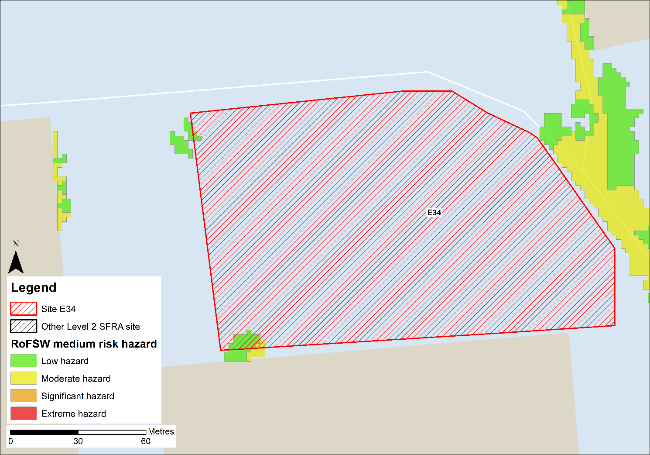 E34
N
Legend
Site E34
Other Level 2 SFRA site
RoFSW medium risk hazard
Low hazard
Moderate hazard
Significant hazard
Extreme hazard
Metres
0 30 60